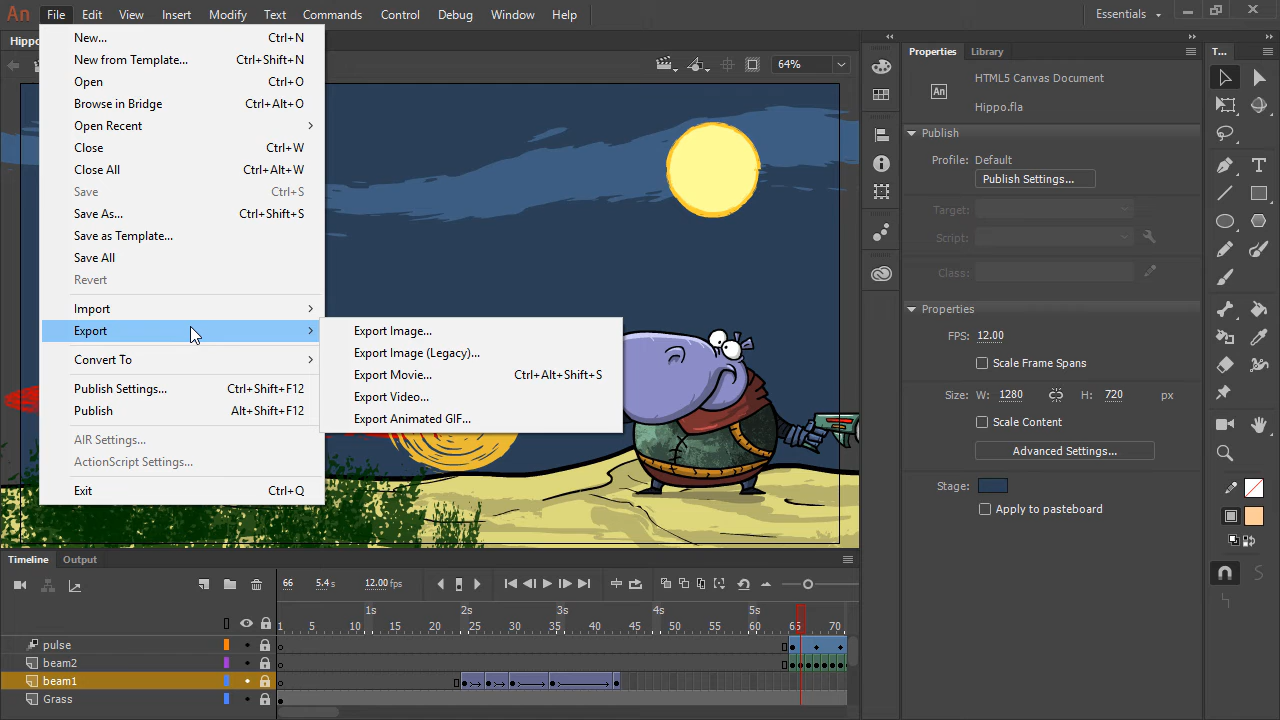 An File Edit View Insert Modify Text Commands Control Debug Window Help Essentials
Hippo
64%
New... Ctrl+N
New from Template... Ctrl+Shift+N
Open Ctrl+O
Browse in Bridge Ctrl+Alt+O
Open Recent
Close Ctrl+W
Close All Ctrl+Alt+W
Save Ctrl+S
Save As... Ctrl+Shift+S
Save as Template...
Save All
Revert
Import
Export
Convert To
Publish Settings... Ctrl+Shift+F12
Publish Alt+Shift+F12
AIR Settings...
ActionScript Settings...
Exit Ctrl+Q
Export Image...
Export Image (Legacy)...
Export Movie... Ctrl+Alt+Shift+S
Export Video...
Export Animated GIF...
Properties Library
T...
HTML5 Canvas Document
An
Hippo.fla
Publish
Profile: Default
Publish Settings...
Target:
Script:
Class:
Properties
FPS: 12.00
Scale Frame Spans
Size: W: 1280 H: 720
Scale Content
Advanced Settings...
Stage:
Apply to pasteboard
Timeline Output
66 5.4s 12.00fps
1s 2s 3s 4s 5s
1 5 10 15 20 25 30 35 40 45 50 55 60 65 70
pulse
beam2
beam1
Grass